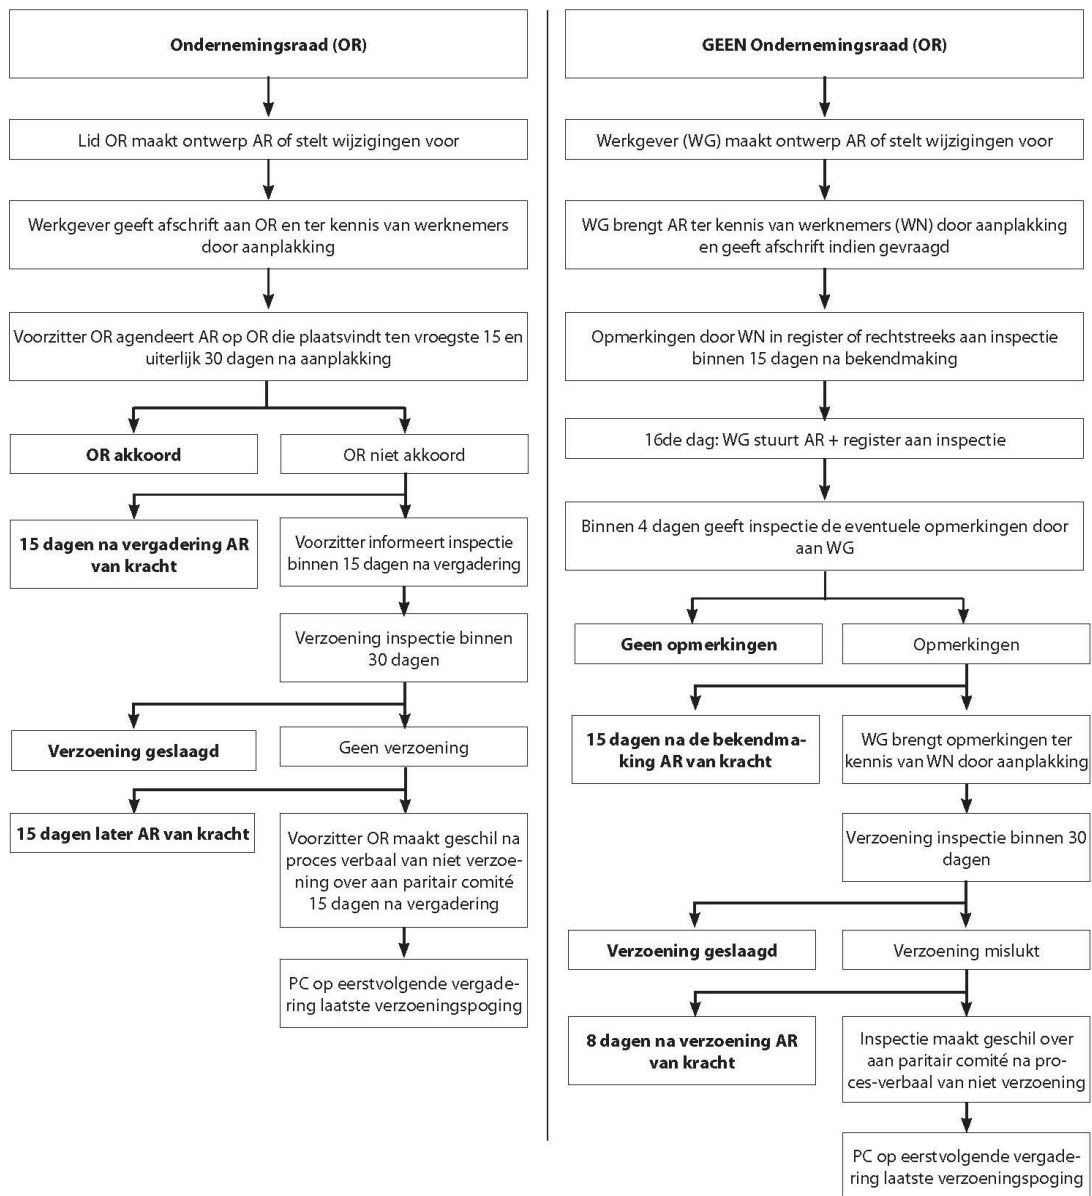 Ondernemingsraad (OR)
Lid OR maakt ontwerp AR of stelt wijzigingen voor
Werkgever geeft afschrift aan OR en ter kennis van werknemers
door aanplakking
Voorzitter OR agendeert AR op OR die plaatsvindt ten vroegste 15 en
uiterlijk 30 dagen na aanplakking
OR akkoord
OR niet akkoord
15 dagen na vergadering AR
van kracht
Voorzitter informeert inspectie
binnen 15 dagen na vergadering
Verzoening inspectie binnen
30 dagen
Verzoening geslaagd
Geen verzoening
15 dagen later AR van kracht
Voorzitter OR maakt geschil na
proces verbaal van niet verzoe-
ning over aan paritair comité
15 dagen na vergadering
PC op eerstvolgende vergade-
ring laatste verzoeningspoging
GEEN Ondernemingsraad (OR)
Werkgever (WG) maakt ontwerp AR of stelt wijzigingen voor
WG brengt AR ter kennis van werknemers (WN) door aanplakking
en geeft afschrift indien gevraagd
Opmerkingen door WN in register of rechtstreeks aan inspectie
binnen 15 dagen na bekendmaking
16de dag: WG stuurt AR + register aan inspectie
Binnen 4 dagen geeft inspectie de eventuele opmerkingen door
aan WG
Geen opmerkingen
Opmerkingen
15 dagen na de bekendma-
king AR van kracht
WG brengt opmerkingen ter
kennis van WN door aanplakking
Verzoening inspectie binnen 30
dagen
Verzoening geslaagd
Verzoening mislukt
8 dagen na verzoening AR
van kracht
Inspectie maakt geschil over
aan paritair comité na pro-
ces-verbaal van niet verzoening
PC op eerstvolgende vergade-
ring laatste verzoeningspoging